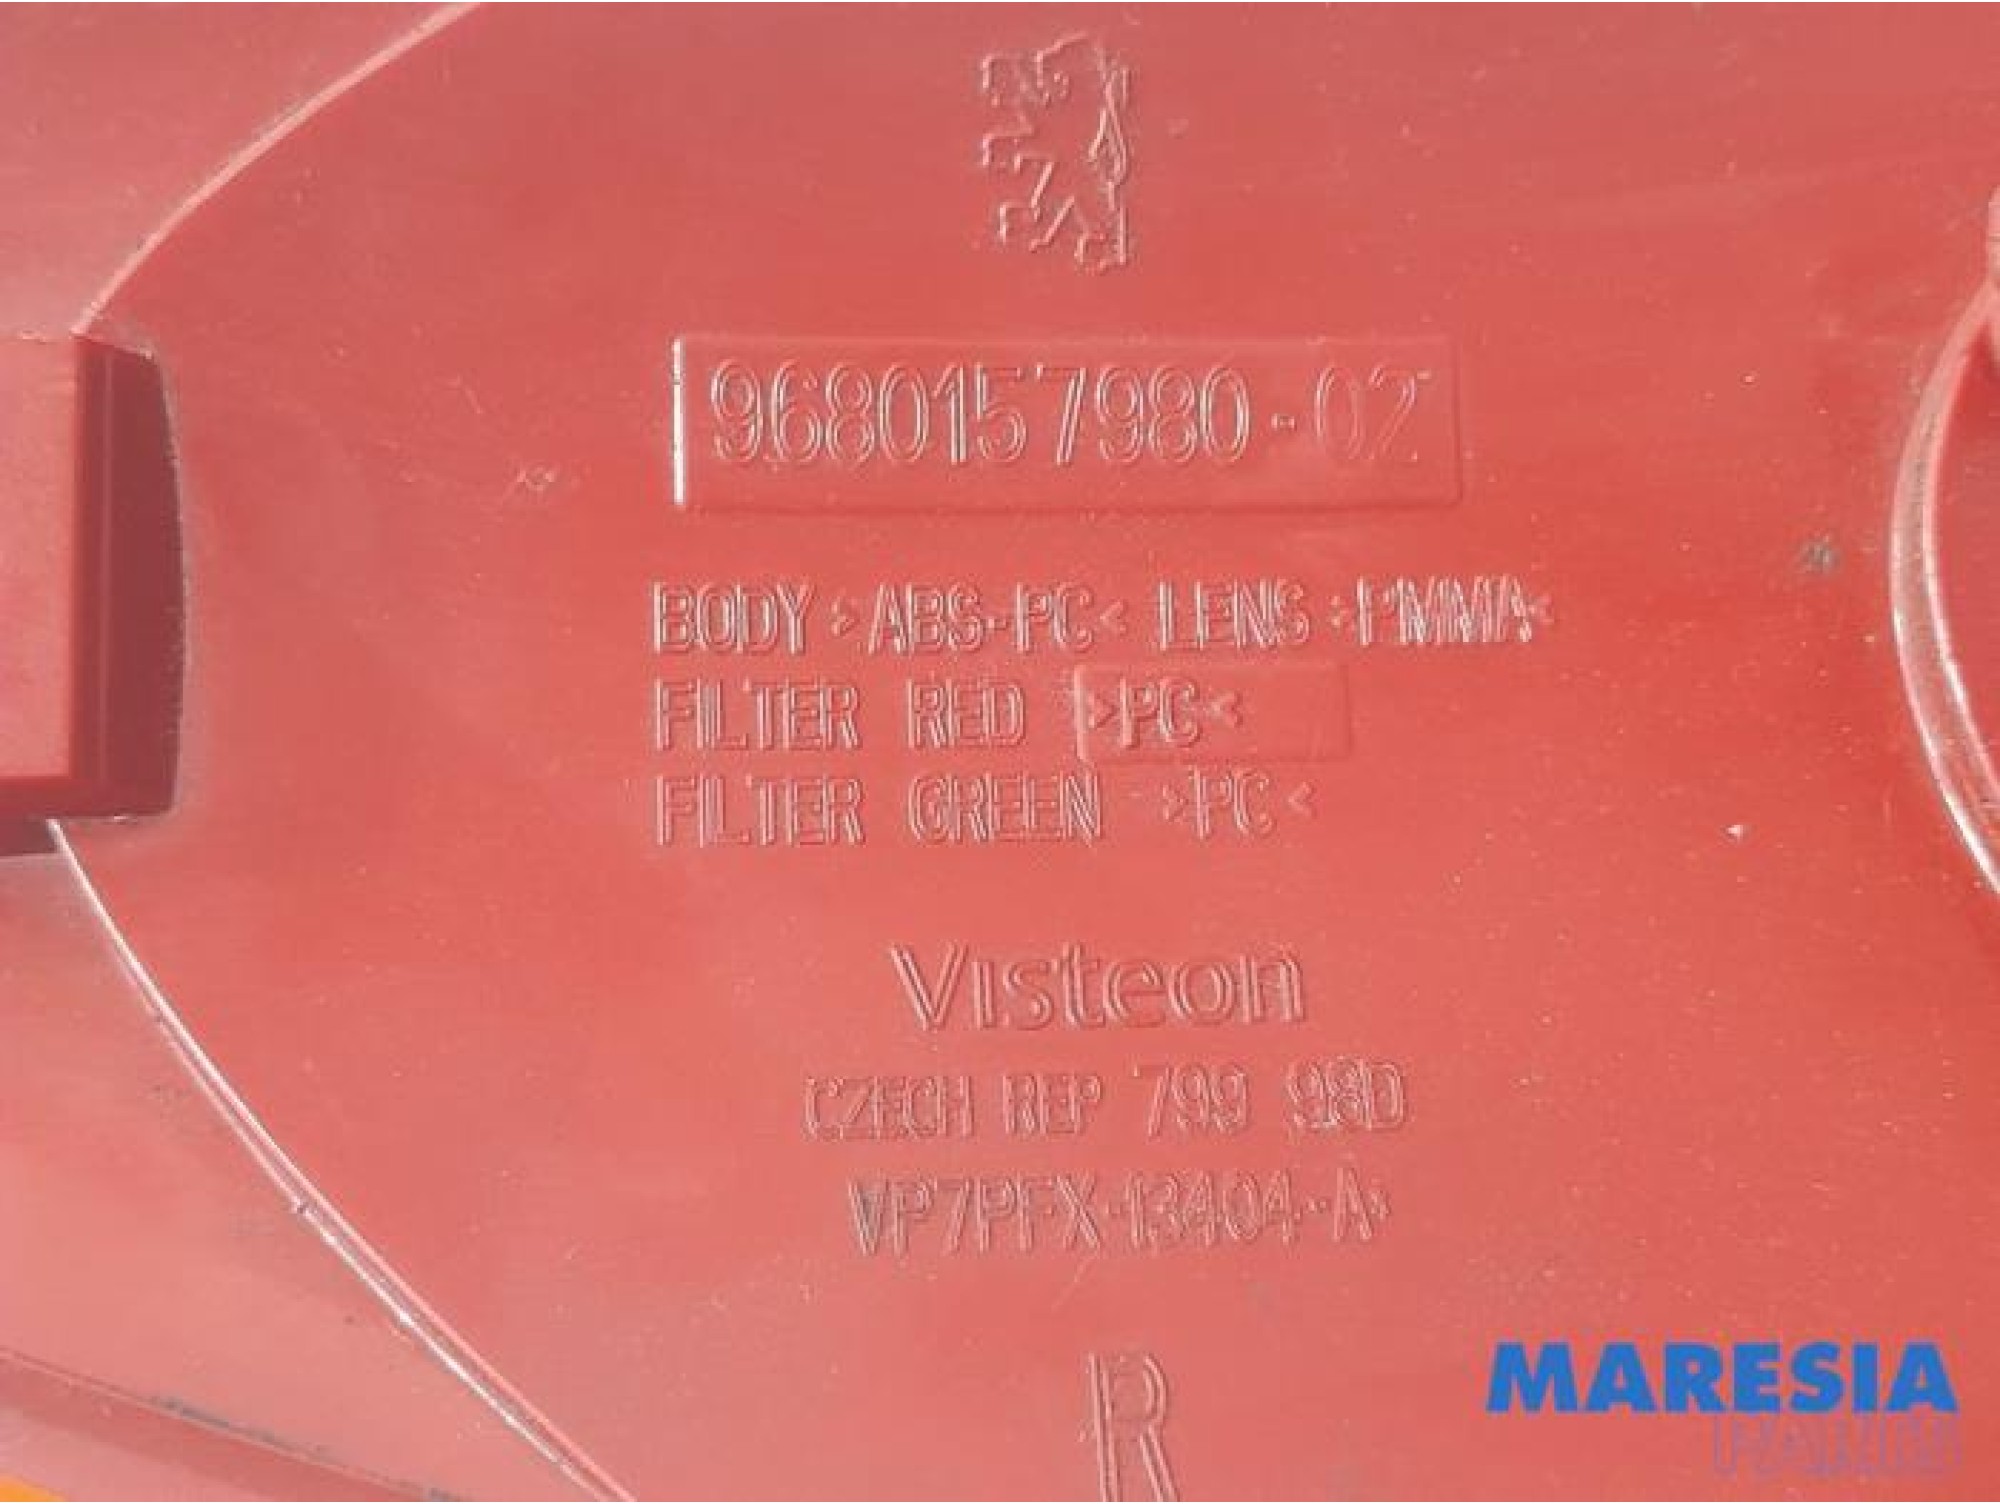 9680157980-02
BODY >ABS-PC< LENS >PMMA<
FILTER RED >PC<
FILTER GREEN >PC<
Visteon
CZECH REP 799 98D
VP7PFX-13404-A
R
MARESIA
PARTS